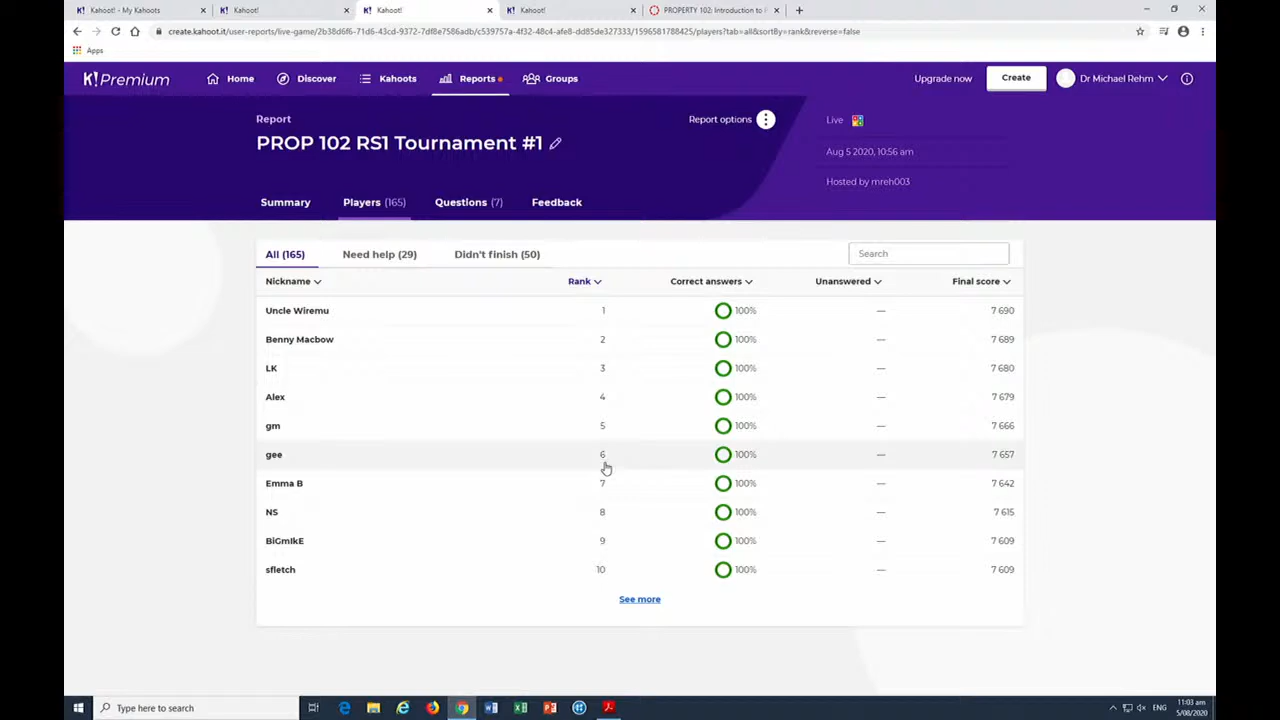 Kahoot! - My Kahoots
Kahoot!
Kahoot!
Kahoot!
PROPERTY 102: Introduction to
create.kahoot.it/user-reports/live-game/2b38d6f6-71d6-43cd-9372-7df8e7586adb/c539757a-4f32-48c4-afe8-dd85de327333/1596581788425/players?tab=all&sortBy=rank&reverse=false
Apps
K! Premium
Home
Discover
Kahoots
Reports
Groups
Upgrade now
Create
Dr Michael Rehm
Report
Report options
Live
PROP 102 RS1 Tournament #1
Aug 5 2020, 10:56 am
Hosted by mreh003
Summary
Players (165)
Questions (7)
Feedback
All (165)
Need help (29)
Didn't finish (50)
Search
Nickname Rank Correct answers Unanswered Final score
Uncle Wiremu 1 100% — 7 690
Benny Macbow 2 100% — 7 689
LK 3 100% — 7 680
Alex 4 100% — 7 679
gm 5 100% — 7 666
gee 6 100% — 7 657
Emma B 7 100% — 7 642
NS 8 100% — 7 615
BiGmIkE 9 100% — 7 609
sfletch 10 100% — 7 609
See more
Type here to search
ENG
11:03 am
5/08/2020